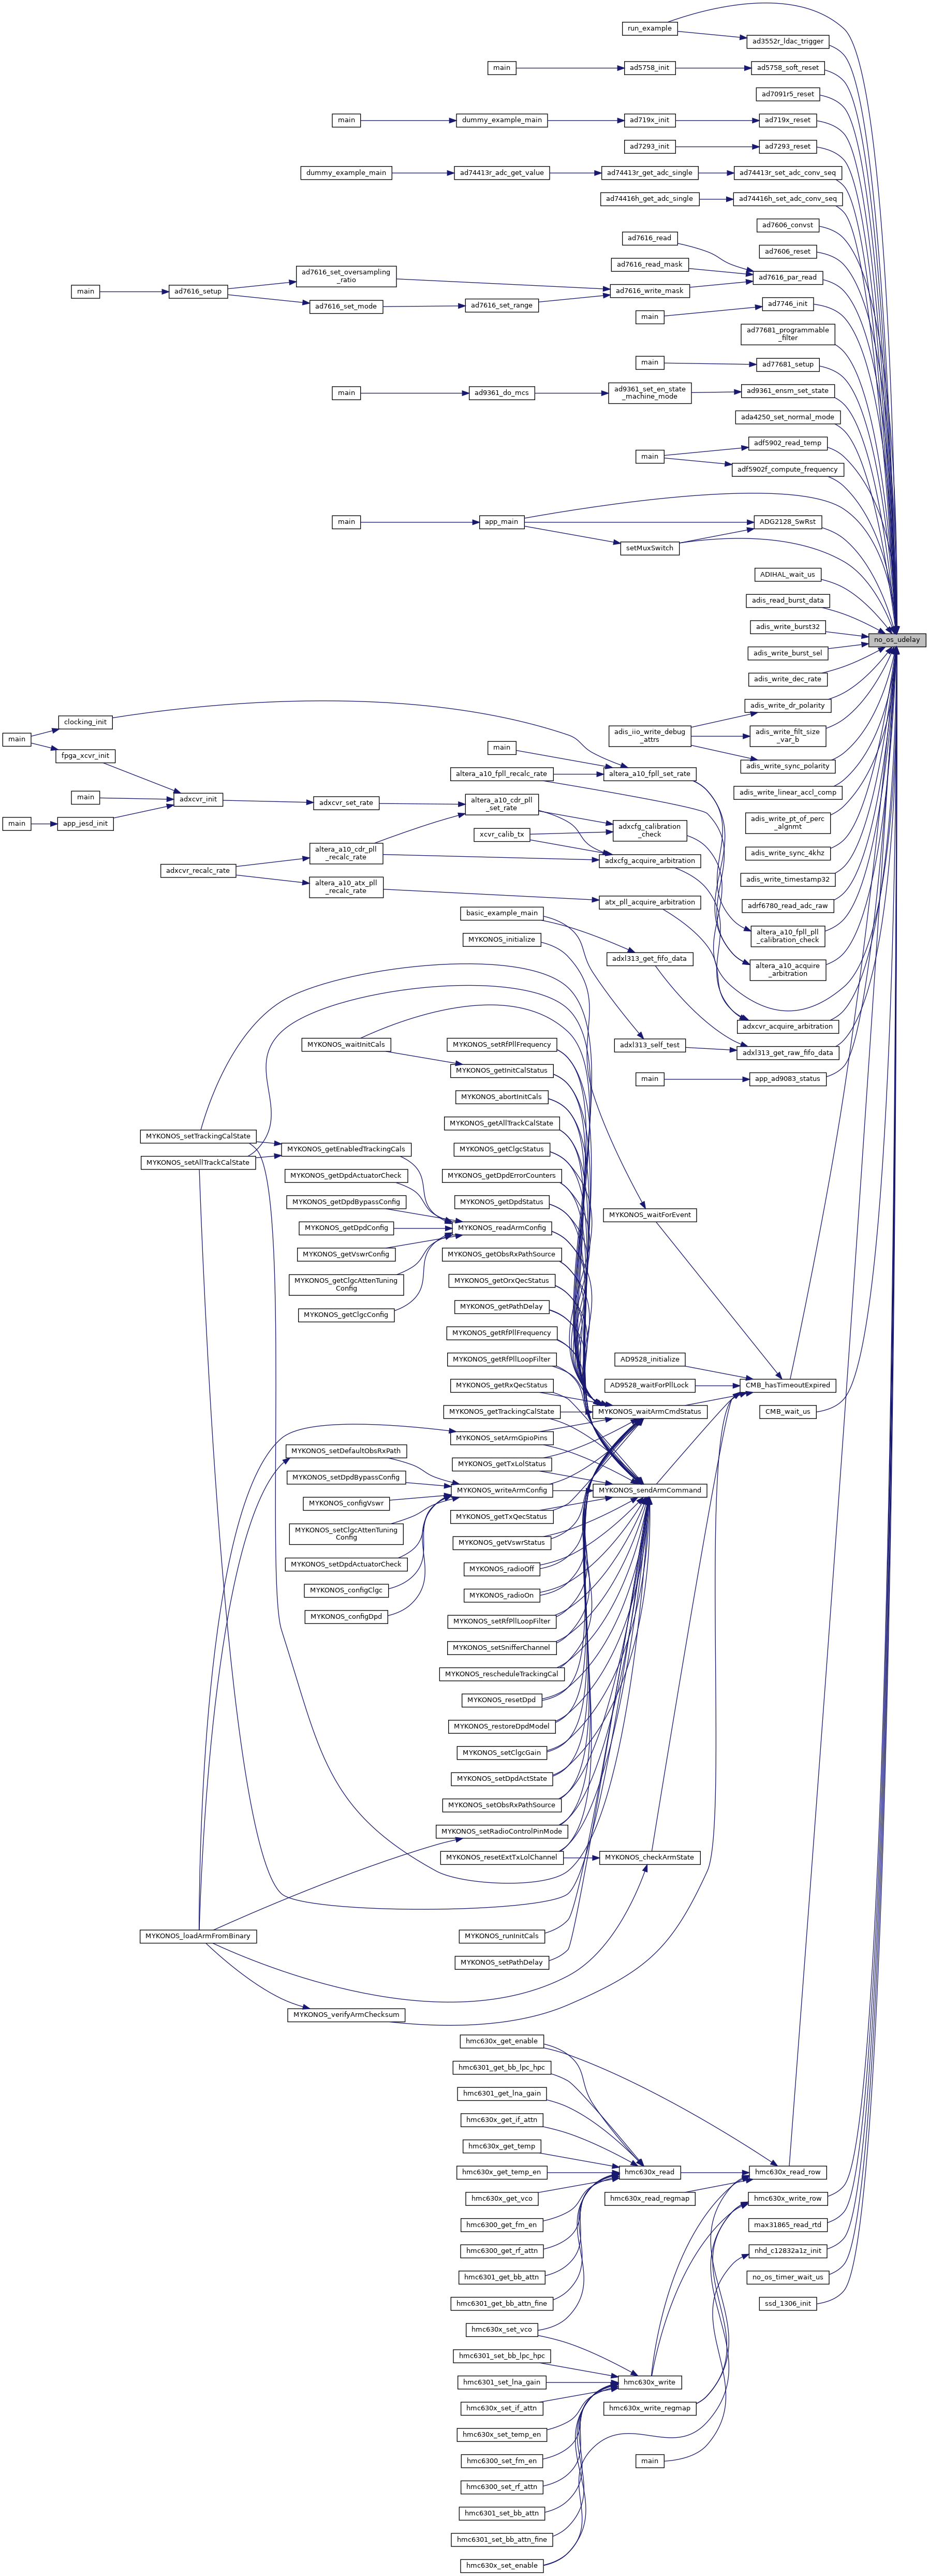 run_example
ad3552r_ldac_trigger
main
ad5758_init
ad5758_soft_reset
ad7091r5_reset
main
dummy_example_main
ad719x_init
ad719x_reset
ad7293_init
ad7293_reset
dummy_example_main
ad74413r_adc_get_value
ad74413r_get_adc_single
ad74413r_set_adc_conv_seq
ad74416h_get_adc_single
ad74416h_set_adc_conv_seq
ad7606_convst
ad7616_read
ad7606_reset
ad7616_read_mask
ad7616_par_read
ad7616_set_oversampling
_ratio
main
ad7616_setup
ad7616_write_mask
ad7616_set_mode
ad7616_set_range
ad7746_init
main
ad77681_programmable
_filter
main
ad77681_setup
main
ad9361_do_mcs
ad9361_set_en_state
_machine_mode
ad9361_ensm_set_state
ada4250_set_normal_mode
adf5902_read_temp
main
adf5902f_compute_frequency
main
app_main
ADG2128_SwRst
setMuxSwitch
ADIHAL_wait_us
adis_read_burst_data
adis_write_burst32
no_os_udelay
adis_write_burst_sel
adis_write_dec_rate
adis_write_dr_polarity
clocking_init
adis_iio_write_debug
_attrs
adis_write_filt_size
_var_b
main
main
fpga_xcvr_init
adis_write_sync_polarity
altera_a10_fpll_recalc_rate
altera_a10_fpll_set_rate
adis_write_linear_accl_comp
main
adxcvr_init
adxcvr_set_rate
altera_a10_cdr_pll
_set_rate
adis_write_pt_of_perc
_algnmt
main
app_jesd_init
xcvr_calib_tx
adxcfg_calibration
_check
adis_write_sync_4khz
altera_a10_cdr_pll
_recalc_rate
adxcfg_acquire_arbitration
adxcvr_recalc_rate
adis_write_timestamp32
altera_a10_atx_pll
_recalc_rate
atx_pll_acquire_arbitration
adrf6780_read_adc_raw
basic_example_main
altera_a10_fpll_pll
_calibration_check
MYKONOS_initialize
adxl313_get_fifo_data
altera_a10_acquire
_arbitration
adxcvr_acquire_arbitration
MYKONOS_waitInitCals
MYKONOS_setRfPllFrequency
adxl313_self_test
adxl313_get_raw_fifo_data
MYKONOS_getInitCalStatus
main
app_ad9083_status
MYKONOS_abortInitCals
MYKONOS_getAllTrackCalState
MYKONOS_setTrackingCalState
MYKONOS_getEnabledTrackingCals
MYKONOS_getClgcStatus
MYKONOS_setAllTrackCalState
MYKONOS_getDpdActuatorCheck
MYKONOS_getDpdErrorCounters
MYKONOS_getDpdBypassConfig
MYKONOS_getDpdStatus
MYKONOS_waitForEvent
MYKONOS_getDpdConfig
MYKONOS_readArmConfig
MYKONOS_getVswrConfig
MYKONOS_getObsRxPathSource
MYKONOS_getClgcAttenTuning
Config
MYKONOS_getOrxQecStatus
MYKONOS_getClgcConfig
MYKONOS_getPathDelay
MYKONOS_getRfPllFrequency
MYKONOS_getRfPllLoopFilter
AD9528_initialize
MYKONOS_getRxQecStatus
AD9528_waitForPllLock
CMB_hasTimeoutExpired
MYKONOS_getTrackingCalState
MYKONOS_waitArmCmdStatus
CMB_wait_us
MYKONOS_setArmGpioPins
MYKONOS_setDefaultObsRxPath
MYKONOS_getTxLolStatus
MYKONOS_setDpdBypassConfig
MYKONOS_writeArmConfig
MYKONOS_sendArmCommand
MYKONOS_configVswr
MYKONOS_getTxQecStatus
MYKONOS_setClgcAttenTuning
Config
MYKONOS_getVswrStatus
MYKONOS_setDpdActuatorCheck
MYKONOS_radioOff
MYKONOS_configClgc
MYKONOS_radioOn
MYKONOS_configDpd
MYKONOS_setRfPllLoopFilter
MYKONOS_setSnifferChannel
MYKONOS_rescheduleTrackingCal
MYKONOS_resetDpd
MYKONOS_restoreDpdModel
MYKONOS_setClgcGain
MYKONOS_setDpdActState
MYKONOS_setObsRxPathSource
MYKONOS_setRadioControlPinMode
MYKONOS_resetExtTxLolChannel
MYKONOS_checkArmState
MYKONOS_loadArmFromBinary
MYKONOS_runInitCals
MYKONOS_setPathDelay
MYKONOS_verifyArmChecksum
hmc630x_get_enable
hmc6301_get_bb_lpc_hpc
hmc6301_get_lna_gain
hmc630x_get_if_attn
hmc630x_get_temp
hmc630x_get_temp_en
hmc630x_read
hmc630x_read_row
hmc630x_get_vco
hmc630x_read_regmap
hmc630x_write_row
hmc6300_get_fm_en
max31865_read_rtd
hmc6300_get_rf_attn
nhd_c12832a1z_init
hmc6301_get_bb_attn
no_os_timer_wait_us
hmc6301_get_bb_attn_fine
ssd_1306_init
hmc630x_set_vco
hmc6301_set_bb_lpc_hpc
hmc6301_set_lna_gain
hmc630x_write
hmc630x_set_if_attn
hmc630x_write_regmap
hmc630x_set_temp_en
hmc6300_set_fm_en
main
hmc6300_set_rf_attn
hmc6301_set_bb_attn
hmc6301_set_bb_attn_fine
hmc630x_set_enable